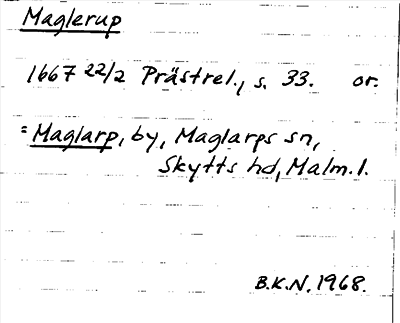 Maglerup
1667 22/2 Prästrel., s. 33. or.
= Maglarp, by, Maglarps sn,
Skytts hd, Malm. l.
B.K.N. 1968.